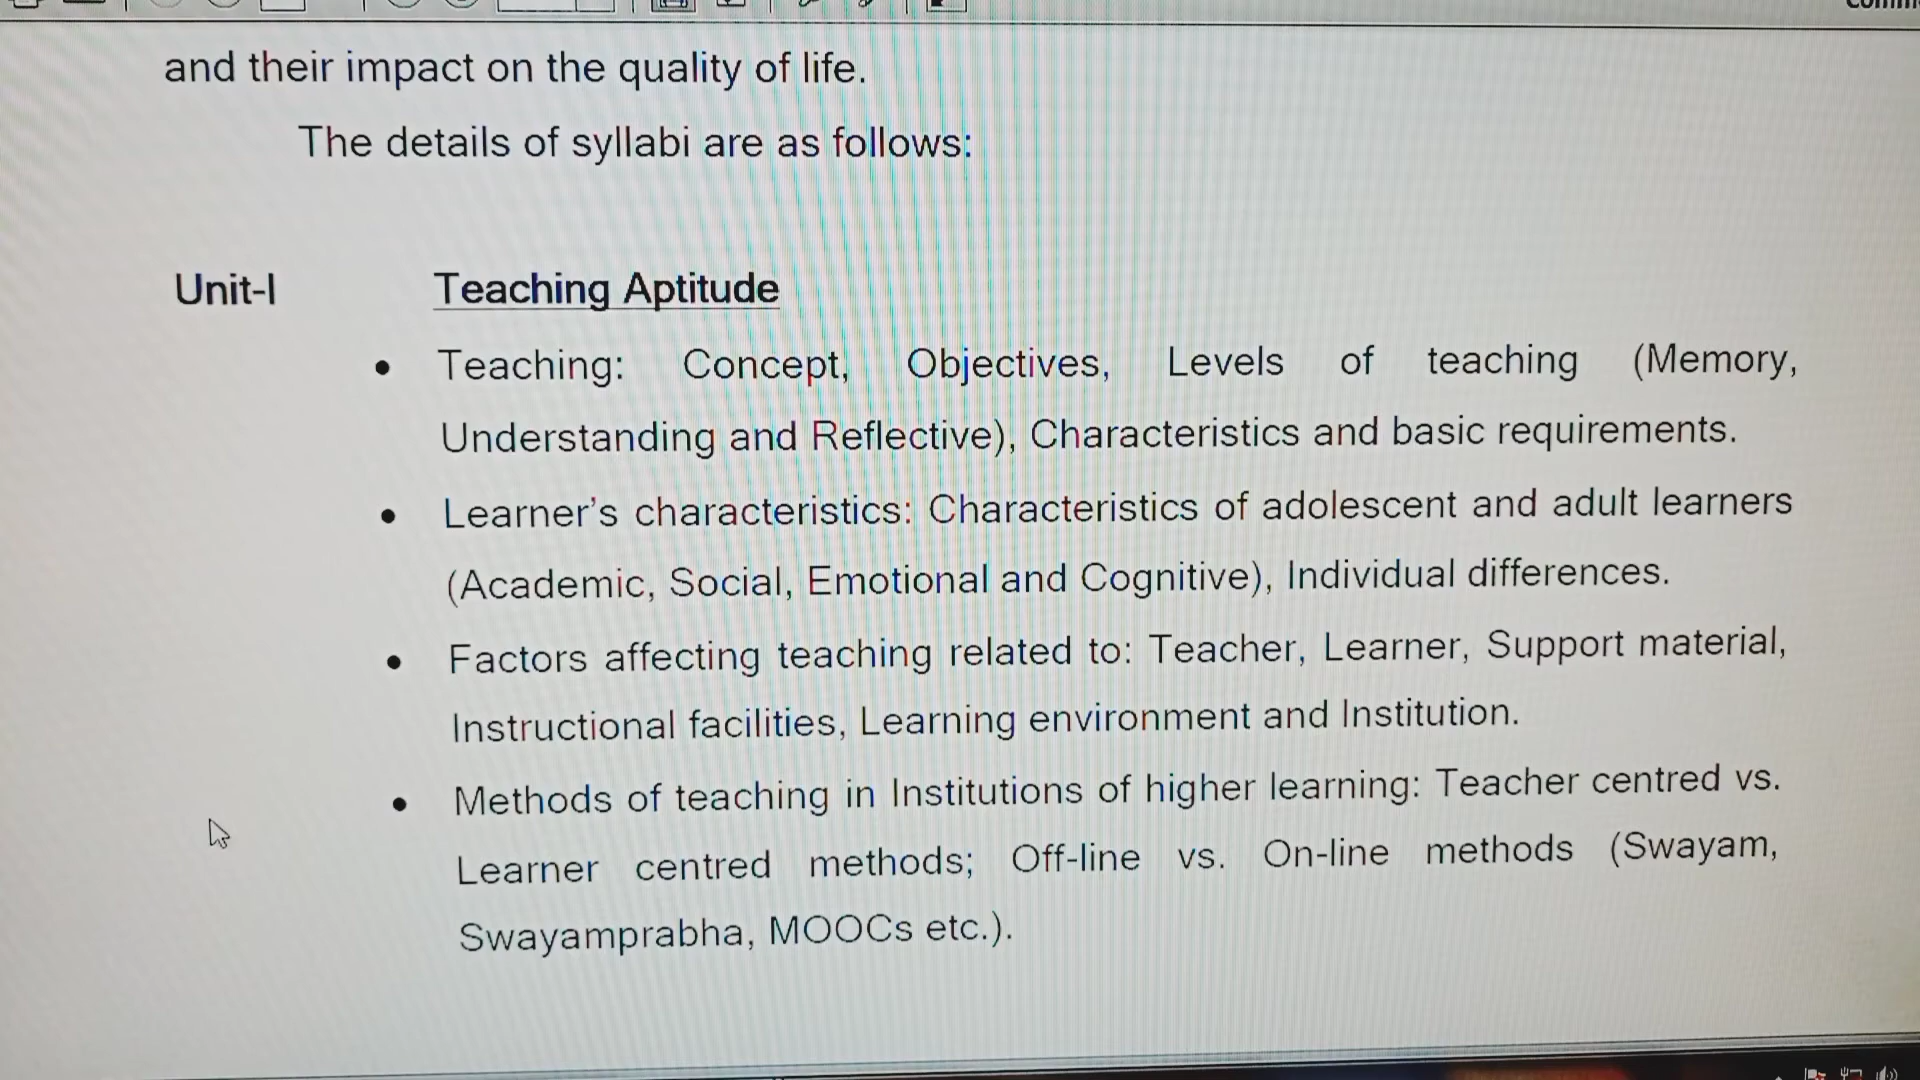 and their impact on the quality of life.
The details of syllabi are as follows:
Unit-I Teaching Aptitude
• Teaching: Concept, Objectives, Levels of teaching (Memory,
Understanding and Reflective), Characteristics and basic requirements.
• Learner’s characteristics: Characteristics of adolescent and adult learners
(Academic, Social, Emotional and Cognitive), Individual differences.
• Factors affecting teaching related to: Teacher, Learner, Support material,
Instructional facilities, Learning environment and Institution.
• Methods of teaching in Institutions of higher learning: Teacher centred vs.
Learner centred methods; Off-line vs. On-line methods (Swayam,
Swayamprabha, MOOCs etc.).